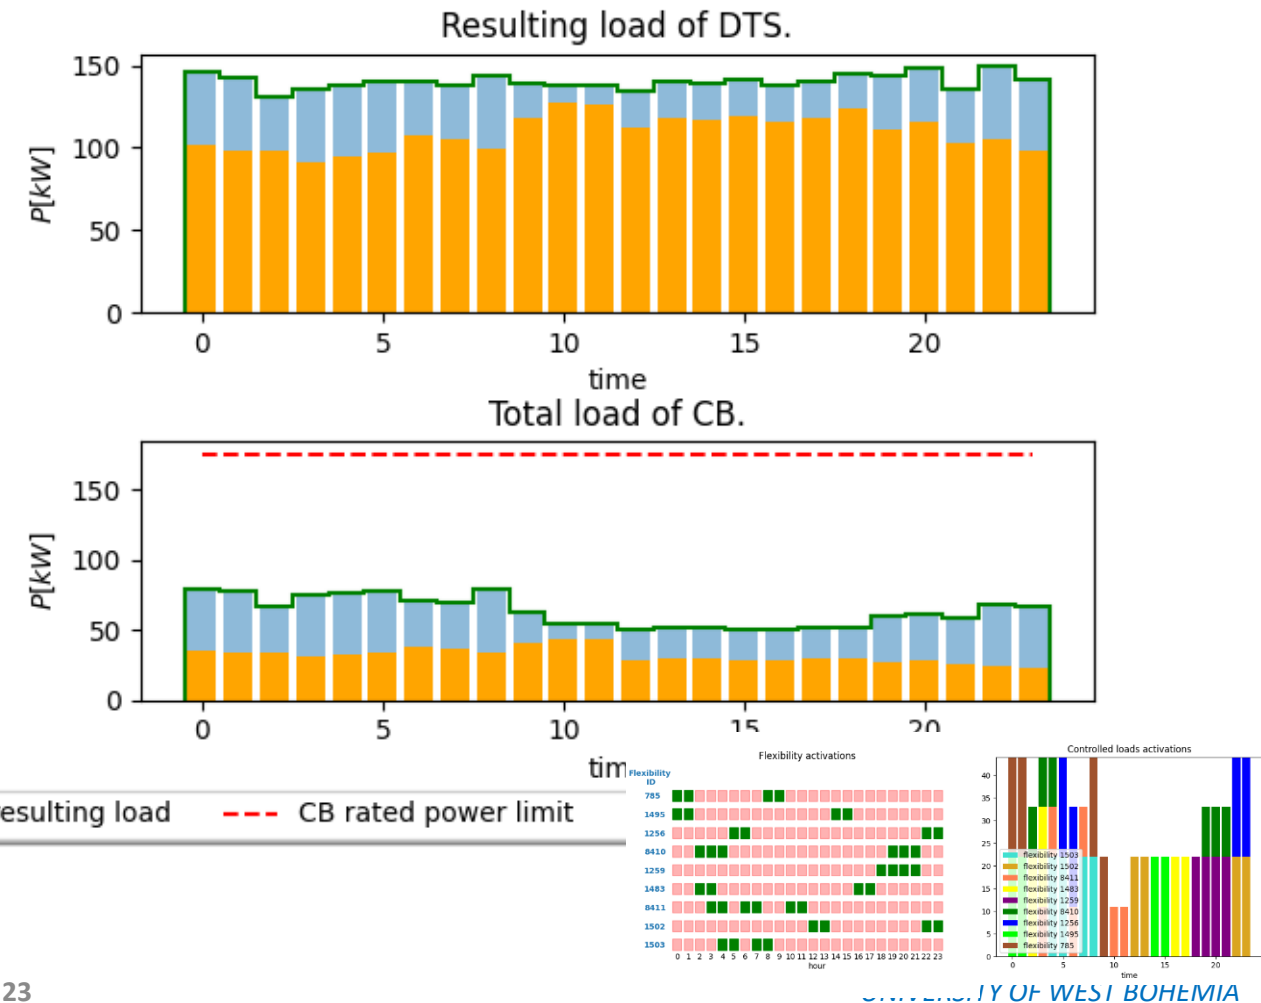 Resulting load of DTS.
150
100
50
0
P[kW]
0 5 10 15 20
time
Total load of CB.
150
100
50
0
P[kW]
0 5 10 15 20
tim
esulting load CB rated power limit
Flexibility activations
Flexibility
ID
785
1495
1256
8410
1259
1483
8411
1502
1503
0 1 2 3 4 5 6 7 8 9 10 11 12 13 14 15 16 17 18 19 20 21 22 23
hour
Controlled loads activations
40
35
30
25
20
15
10
5
0
flexibility 1503
flexibility 1502
flexibility 8411
flexibility 1483
flexibility 1259
flexibility 8410
flexibility 1256
flexibility 1495
flexibility 785
0 5 10 15 20
time
23
UNIVERSITY OF WEST BOHEMIA